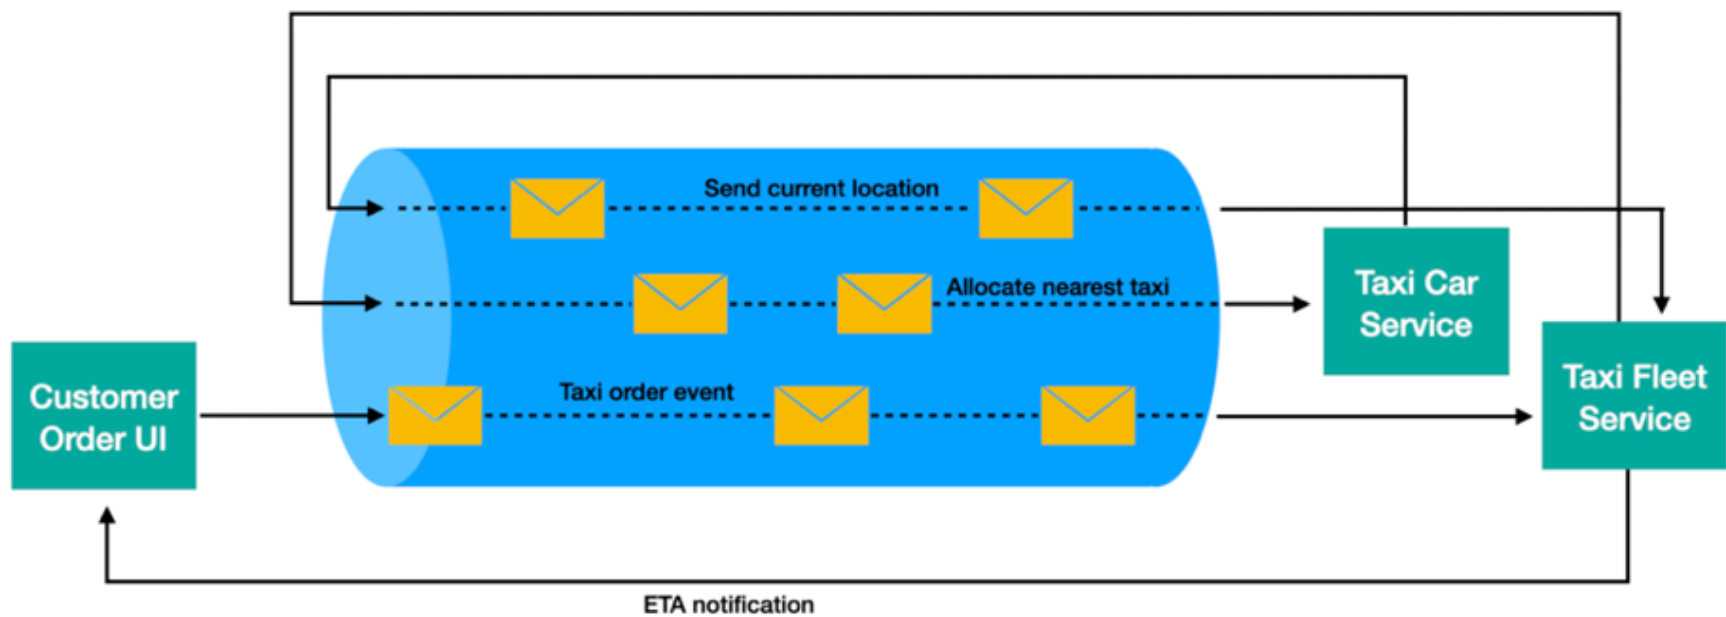 Send current location
Allocate nearest taxi
Taxi Car
Service
Taxi Fleet
Service
Customer
Order UI
Taxi order event
ETA notification